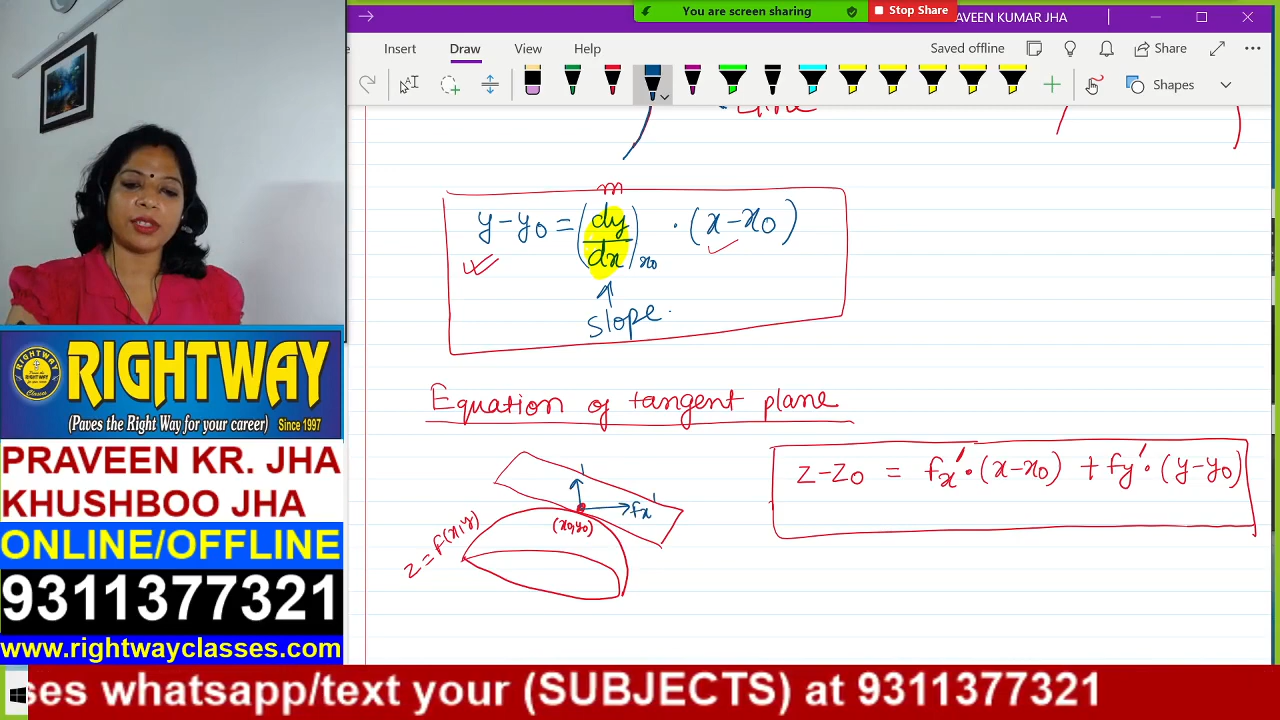 You are screen sharing
Stop Share
AVEEN KUMAR JHA
Insert Draw View Help
Saved offline
Share
Shapes
Line
m
y - y0 = (dy/dx)x0 · (x - x0)
slope.
Equation of tangent plane
z - z0 = fx'·(x-x0) + fy'·(y-y0)
fx'
(x0,y0)
z = f(x,y)
RIGHTWAY
RIGHTWAY
Classes
(Paves the Right Way for your career) Since 1997
PRAVEEN KR. JHA
KHUSHBOO JHA
ONLINE/OFFLINE
9311377321
www.rightwayclasses.com
ses whatsapp/text your (SUBJECTS) at 9311377321